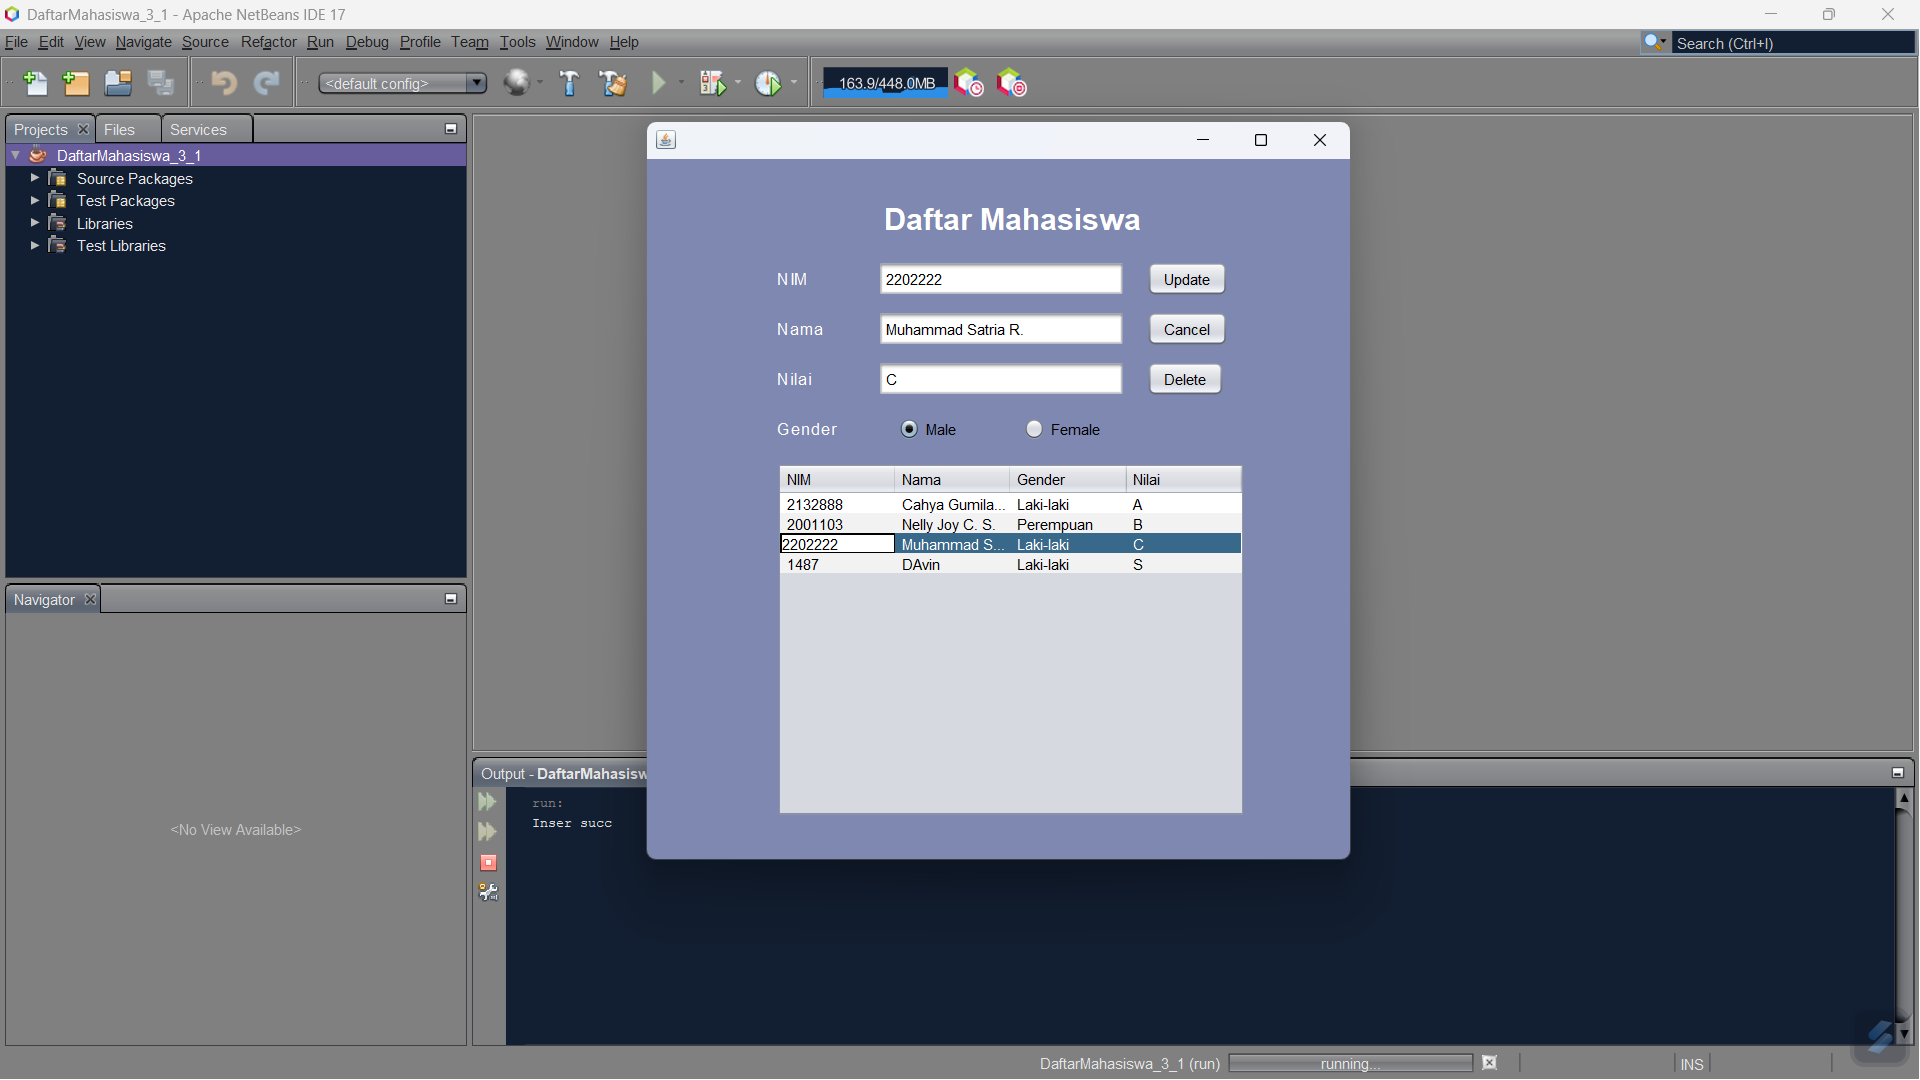 DaftarMahasiswa_3_1 - Apache NetBeans IDE 17
File Edit View Navigate Source Refactor Run Debug Profile Team Tools Window Help
Search (Ctrl+I)
<default config>
163.9/448.0MB
Projects Files Services
DaftarMahasiswa_3_1
Source Packages
Test Packages
Libraries
Test Libraries
Navigator
<No View Available>
Daftar Mahasiswa
NIM 2202222 Update
Nama Muhammad Satria R. Cancel
Nilai C Delete
Gender Male Female
NIM Nama Gender Nilai
2132888 Cahya Gumila... Laki-laki A
2001103 Nelly Joy C. S. Perempuan B
2202222 Muhammad S... Laki-laki C
1487 DAvin Laki-laki S
Output - DaftarMahasisw
run:
Inser succ
DaftarMahasiswa_3_1 (run) running... INS